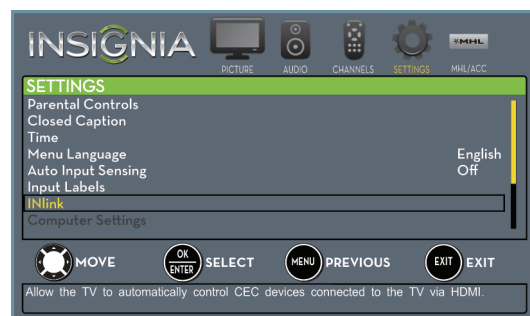 INSIGNIA
PICTURE AUDIO CHANNELS SETTINGS MHL/ACC
MHL
SETTINGS
Parental Controls
Closed Caption
Time
Menu Language English
Auto Input Sensing Off
Input Labels
INlink
Computer Settings
MOVE OK ENTER SELECT MENU PREVIOUS EXIT EXIT
Allow the TV to automatically control CEC devices connected to the TV via HDMI.